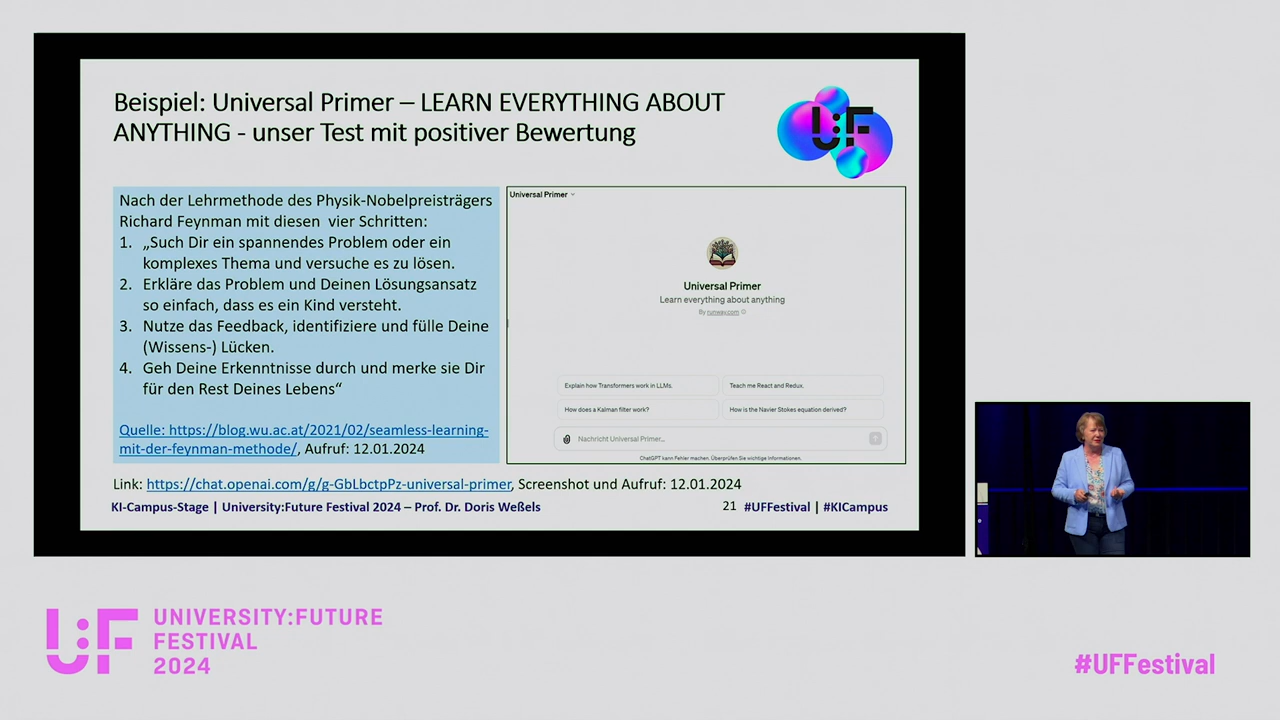 Beispiel: Universal Primer – LEARN EVERYTHING ABOUT
ANYTHING - unser Test mit positiver Bewertung
U:F
Nach der Lehrmethode des Physik-Nobelpreisträgers
Richard Feynman mit diesen vier Schritten:
1. „Such Dir ein spannendes Problem oder ein
komplexes Thema und versuche es zu lösen.
2. Erkläre das Problem und Deinen Lösungsansatz
so einfach, dass es ein Kind versteht.
3. Nutze das Feedback, identifiziere und fülle Deine
(Wissens-) Lücken.
4. Geh Deine Erkenntnisse durch und merke sie Dir
für den Rest Deines Lebens“
Quelle: https://blog.wu.ac.at/2021/02/seamless-learning-
mit-der-feynman-methode/, Aufruf: 12.01.2024
Universal Primer
Universal Primer
Learn everything about anything
By runway.com
Explain how Transformers work in LLMs.
Teach me React and Redux.
How does a Kalman filter work?
How is the Navier Stokes equation derived?
Nachricht Universal Primer...
ChatGPT kann Fehler machen. Überprüfen Sie wichtige Informationen.
Link: https://chat.openai.com/g/g-GbLbctpPz-universal-primer, Screenshot und Aufruf: 12.01.2024
KI-Campus-Stage | University:Future Festival 2024 – Prof. Dr. Doris Weßels
21 #UFFestival | #KICampus
U:F
UNIVERSITY:FUTURE
FESTIVAL
2024
#UFFestival